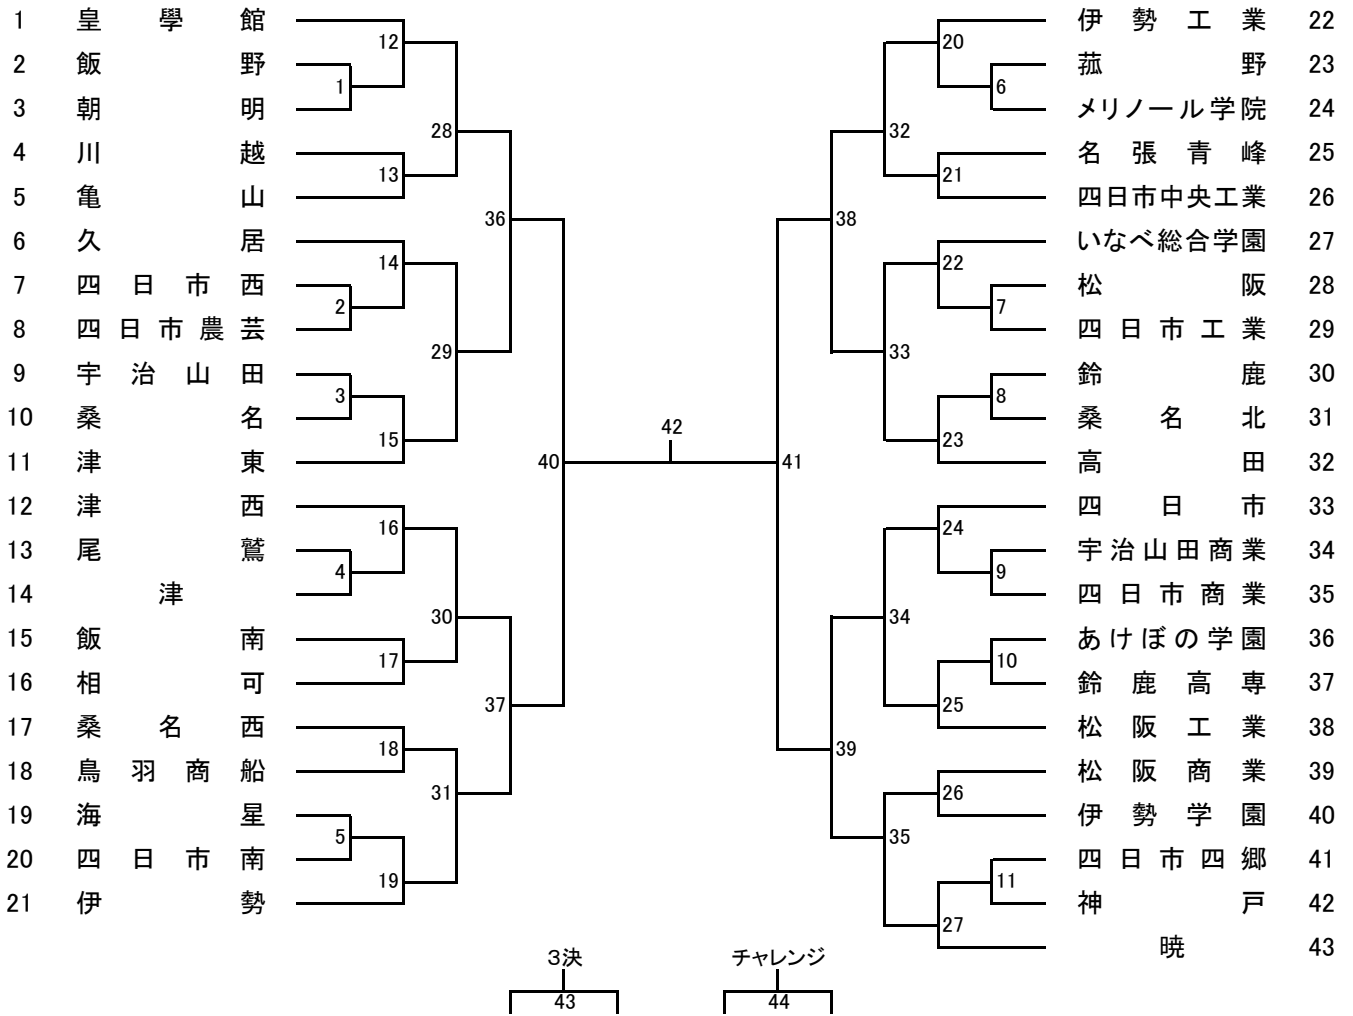 1 皇學館
12
2 飯野
1
3 朝明
28
4 川越
13
5 亀山
36
6 久居
14
7 四日市西
2
8 四日市農芸
29
9 宇治山田
3
10 桑名
15
11 津東
40
12 津西
16
13 尾鷲
4
14 津
30
15 飯南
17
16 相可
37
17 桑名西
18
18 鳥羽商船
31
19 海星
5
20 四日市南
19
21 伊勢
42
41
伊勢工業 22
20
菰野 23
6
メリノール学院 24
32
名張青峰 25
21
四日市中央工業 26
38
いなべ総合学園 27
22
松阪 28
7
四日市工業 29
33
鈴鹿 30
8
桑名北 31
23
高田 32
四日市 33
24
宇治山田商業 34
9
四日市商業 35
34
あけぼの学園 36
10
鈴鹿高専 37
25
松阪工業 38
39
松阪商業 39
26
伊勢学園 40
35
四日市四郷 41
11
神戸 42
27
暁 43
3決
43
チャレンジ
44